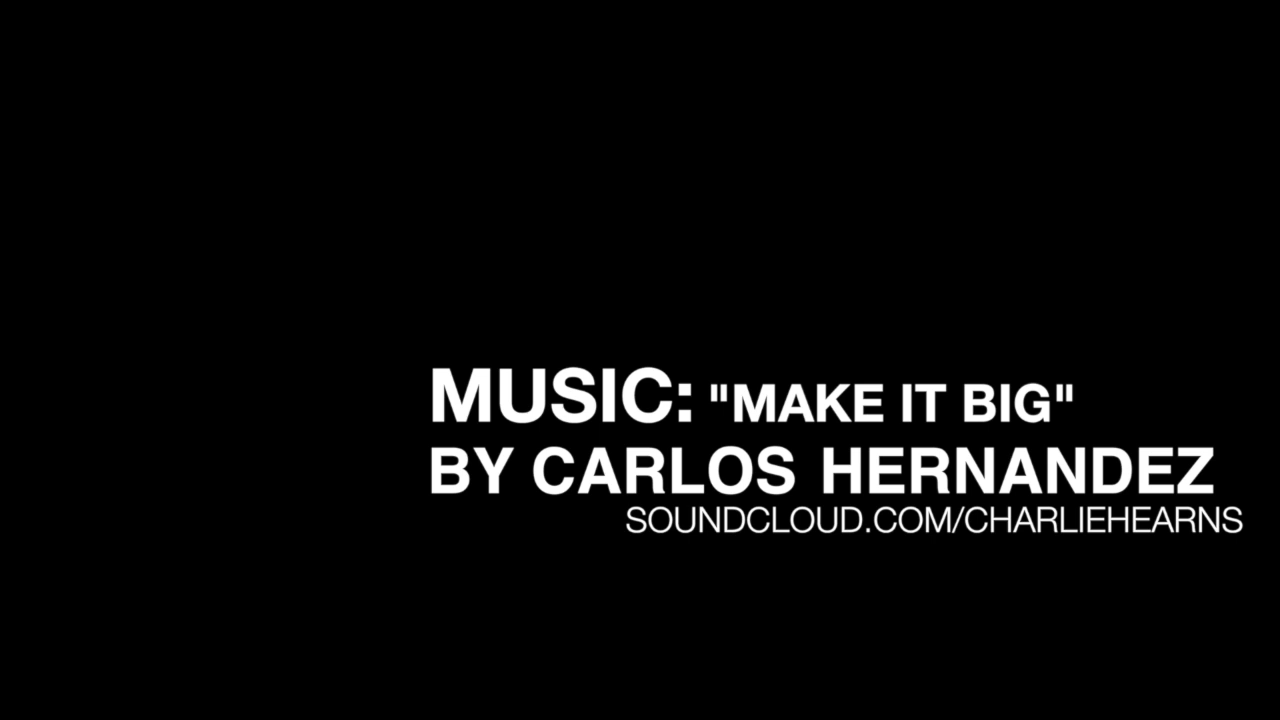 MUSIC: "MAKE IT BIG"
BY CARLOS HERNANDEZ
SOUNDCLOUD.COM/CHARLIEHEARNS